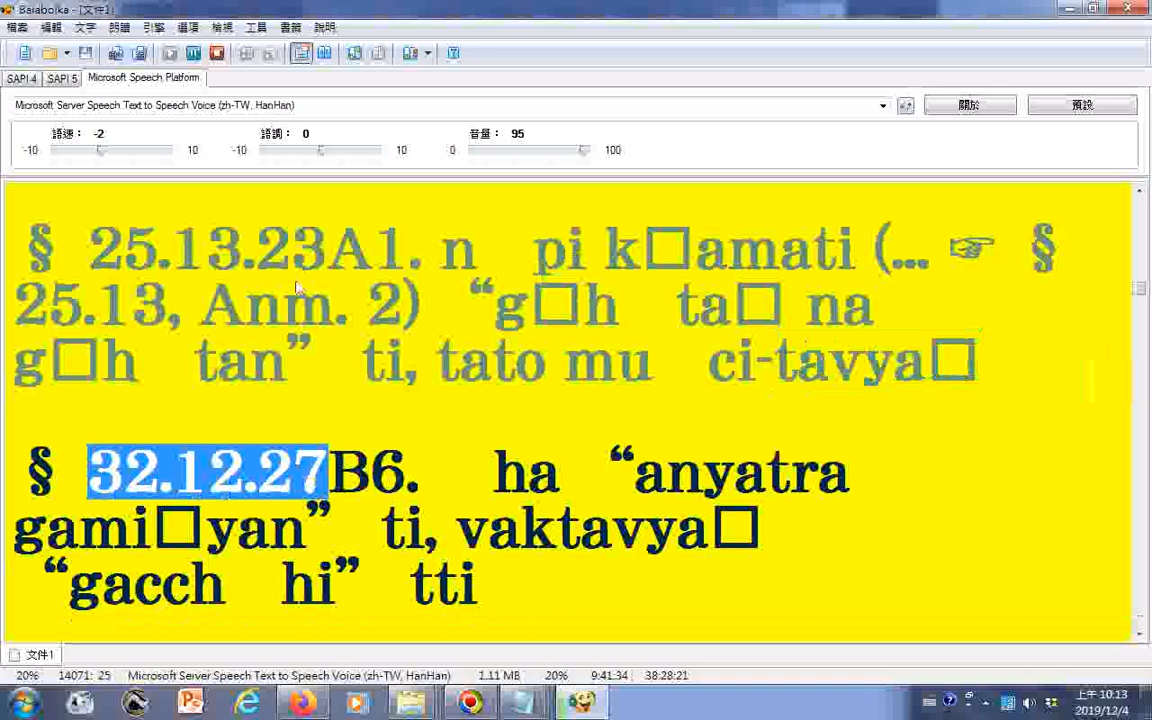 Balabolka - [文件1]
檔案 編輯 文字 朗讀 引擎 選項 檢視 工具 書籤 說明
SAPI 4 SAPI 5 Microsoft Speech Platform
Microsoft Server Speech Text to Speech Voice (zh-TW, HanHan) 關於 預設
語速： -2 語調： 0 音量： 95
-10 10 -10 10 0 100
§ 25.13.23A1. n pi k□amati (... ☞ §
25.13, Anm. 2) “g□h ta□ na
g□h tan” ti, tato mu ci-tavya□
§ 32.12.27B6. ha “anyatra
gami□yan” ti, vaktavya□
“gacch hi” tti
文件1
20% 14071: 25 Microsoft Server Speech Text to Speech Voice (zh-TW, HanHan) 1.11 MB 20% 9:41:34 38:28:21
上午 10:13
2019/12/4